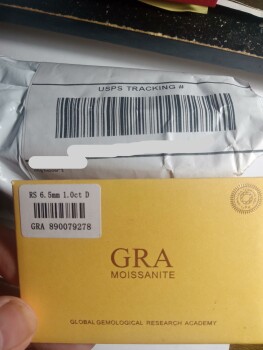 USPS TRACKING #
RS 6.5mm 1.0ct D
GRA 890079278
GRA
MOISSANITE
GLOBAL GEMOLOGICAL RESEARCH ACADEMY